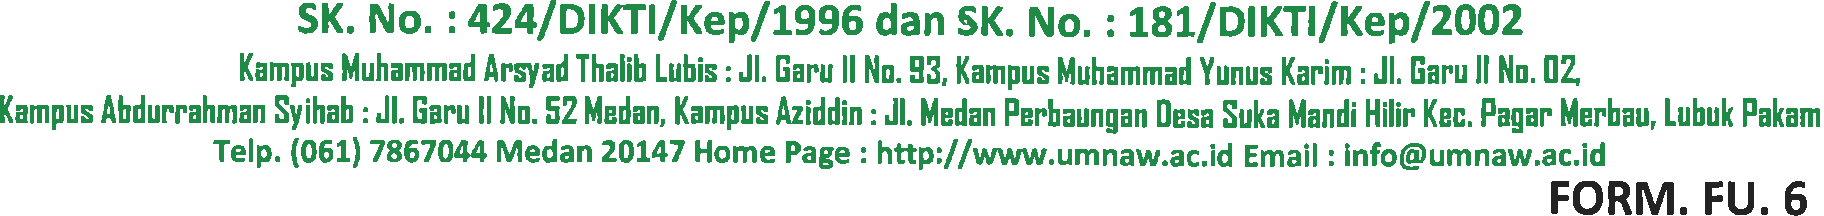 SK. No. : 424/DIKTI/Kep/1996 dan SK. No. : 181/DIKTI/Kep/2002
Kampus Muhammad Arsyad Thalib Lubis : Jl. Garu II No. 93, Kampus Muhammad Yunus Karim : Jl. Garu II No. 02,
Kampus Abdurrahman Syihab : Jl. Garu II No. 52 Medan, Kampus Aziddin : Jl. Medan Perbaungan Desa Suka Mandi Hilir Kec. Pagar Merbau, Lubuk Pakam
Telp. (061) 7867044 Medan 20147 Home Page : http://www.umnaw.ac.id Email : info@umnaw.ac.id
FORM. FU. 6